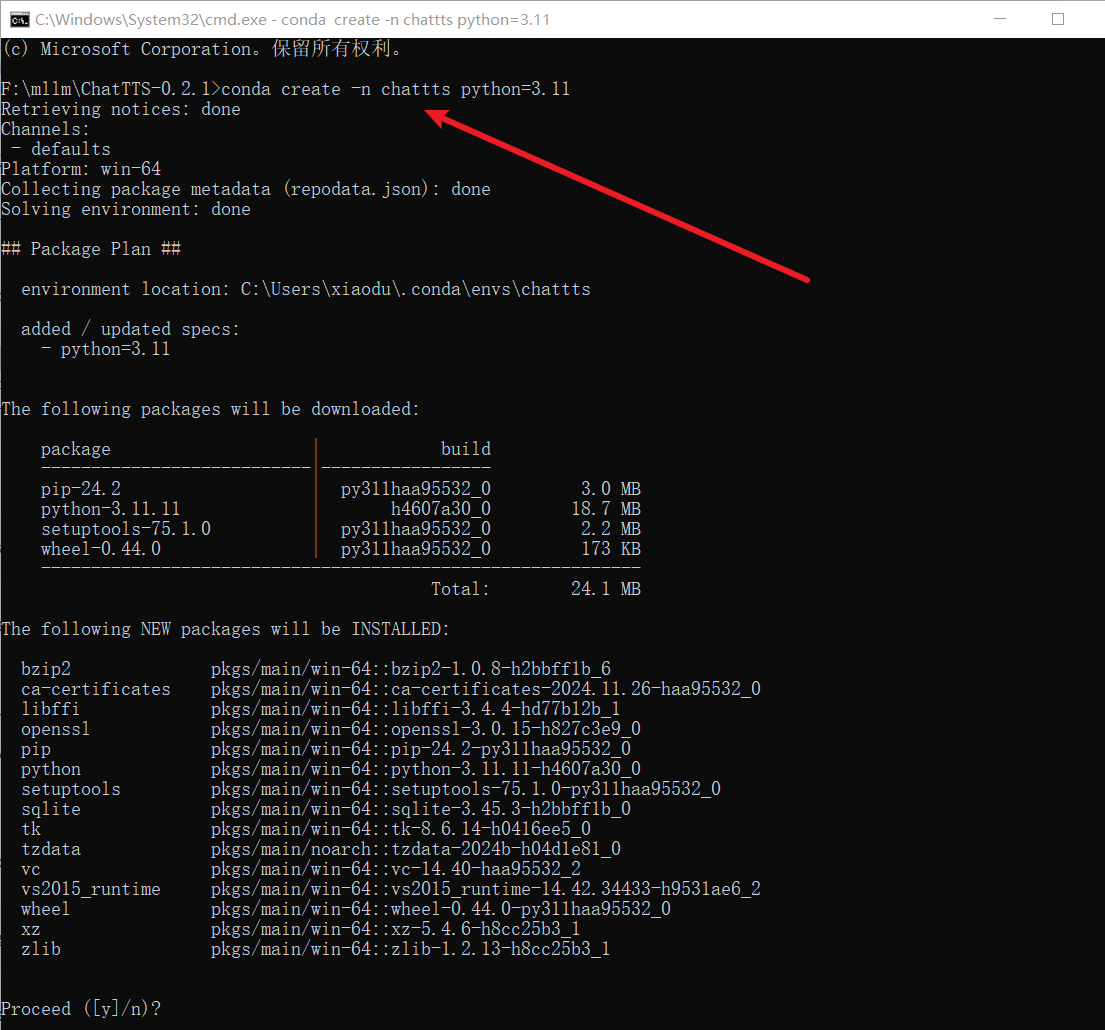 C:\Windows\System32\cmd.exe - conda  create -n chattts python=3.11
(c) Microsoft Corporation。保留所有权利。
F:\mllm\ChatTTS-0.2.1>conda create -n chattts python=3.11
Retrieving notices: done
Channels:
 - defaults
Platform: win-64
Collecting package metadata (repodata.json): done
Solving environment: done
## Package Plan ##
  environment location: C:\Users\xiaodu\.conda\envs\chattts
  added / updated specs:
    - python=3.11
The following packages will be downloaded:
    package                    |            build
    ---------------------------|-----------------
    pip-24.2                   |  py311haa95532_0         3.0 MB
    python-3.11.11             |       h4607a30_0        18.7 MB
    setuptools-75.1.0          |  py311haa95532_0         2.2 MB
    wheel-0.44.0               |  py311haa95532_0         173 KB
    ------------------------------------------------------------
                                           Total:        24.1 MB
The following NEW packages will be INSTALLED:
  bzip2              pkgs/main/win-64::bzip2-1.0.8-h2bbff1b_6
  ca-certificates    pkgs/main/win-64::ca-certificates-2024.11.26-haa95532_0
  libffi             pkgs/main/win-64::libffi-3.4.4-hd77b12b_1
  openssl            pkgs/main/win-64::openssl-3.0.15-h827c3e9_0
  pip                pkgs/main/win-64::pip-24.2-py311haa95532_0
  python             pkgs/main/win-64::python-3.11.11-h4607a30_0
  setuptools         pkgs/main/win-64::setuptools-75.1.0-py311haa95532_0
  sqlite             pkgs/main/win-64::sqlite-3.45.3-h2bbff1b_0
  tk                 pkgs/main/win-64::tk-8.6.14-h0416ee5_0
  tzdata             pkgs/main/noarch::tzdata-2024b-h04d1e81_0
  vc                 pkgs/main/win-64::vc-14.40-haa95532_2
  vs2015_runtime     pkgs/main/win-64::vs2015_runtime-14.42.34433-h9531ae6_2
  wheel              pkgs/main/win-64::wheel-0.44.0-py311haa95532_0
  xz                 pkgs/main/win-64::xz-5.4.6-h8cc25b3_1
  zlib               pkgs/main/win-64::zlib-1.2.13-h8cc25b3_1
Proceed ([y]/n)?